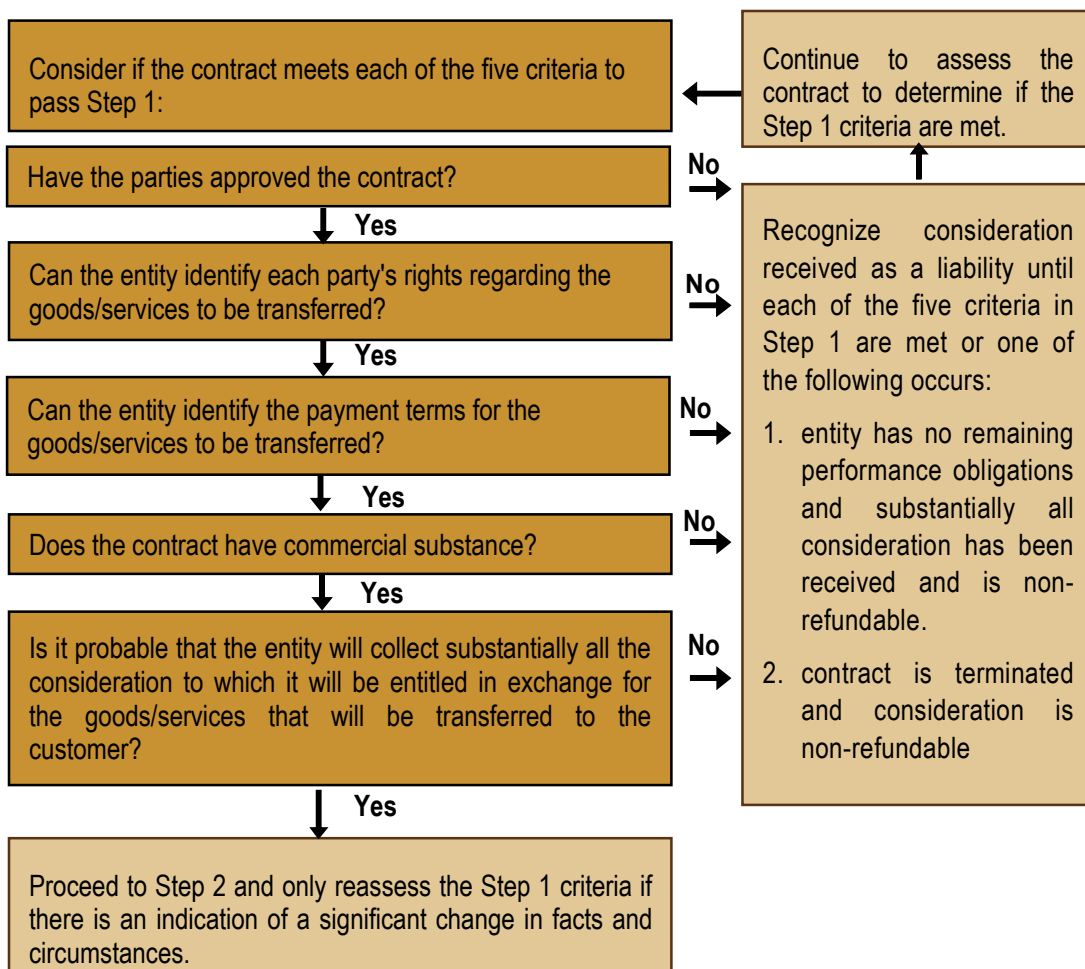 Consider if the contract meets each of the five criteria to
pass Step 1:
Continue to assess the
contract to determine if the
Step 1 criteria are met.
Have the parties approved the contract?
No
Yes
Can the entity identify each party's rights regarding the
goods/services to be transferred?
No
Yes
Can the entity identify the payment terms for the
goods/services to be transferred?
No
Yes
Does the contract have commercial substance?
No
Yes
Is it probable that the entity will collect substantially all the
consideration to which it will be entitled in exchange for
the goods/services that will be transferred to the
customer?
No
Yes
Recognize consideration
received as a liability until
each of the five criteria in
Step 1 are met or one of
the following occurs:
1. entity has no remaining
performance obligations
and substantially all
consideration has been
received and is non-
refundable.
2. contract is terminated
and consideration is
non-refundable
Proceed to Step 2 and only reassess the Step 1 criteria if
there is an indication of a significant change in facts and
circumstances.